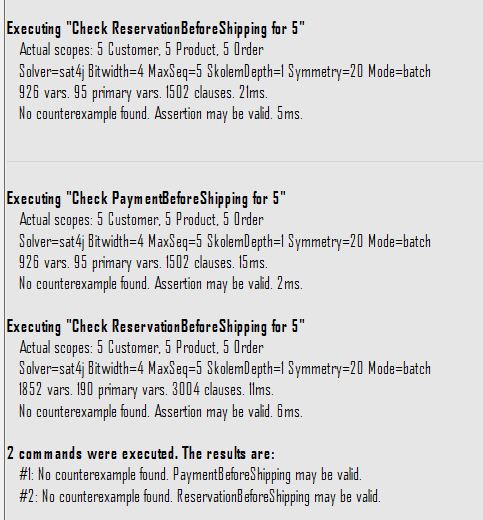 Executing "Check ReservationBeforeShipping for 5"
Actual scopes: 5 Customer, 5 Product, 5 Order
Solver=sat4j Bitwidth=4 MaxSeq=5 SkolemDepth=1 Symmetry=20 Mode=batch
926 vars. 95 primary vars. 1502 clauses. 21ms.
No counterexample found. Assertion may be valid. 5ms.
Executing "Check PaymentBeforeShipping for 5"
Actual scopes: 5 Customer, 5 Product, 5 Order
Solver=sat4j Bitwidth=4 MaxSeq=5 SkolemDepth=1 Symmetry=20 Mode=batch
926 vars. 95 primary vars. 1502 clauses. 15ms.
No counterexample found. Assertion may be valid. 2ms.
Executing "Check ReservationBeforeShipping for 5"
Actual scopes: 5 Customer, 5 Product, 5 Order
Solver=sat4j Bitwidth=4 MaxSeq=5 SkolemDepth=1 Symmetry=20 Mode=batch
1852 vars. 190 primary vars. 3004 clauses. 11ms.
No counterexample found. Assertion may be valid. 6ms.
2 commands were executed. The results are:
#1: No counterexample found. PaymentBeforeShipping may be valid.
#2: No counterexample found. ReservationBeforeShipping may be valid.